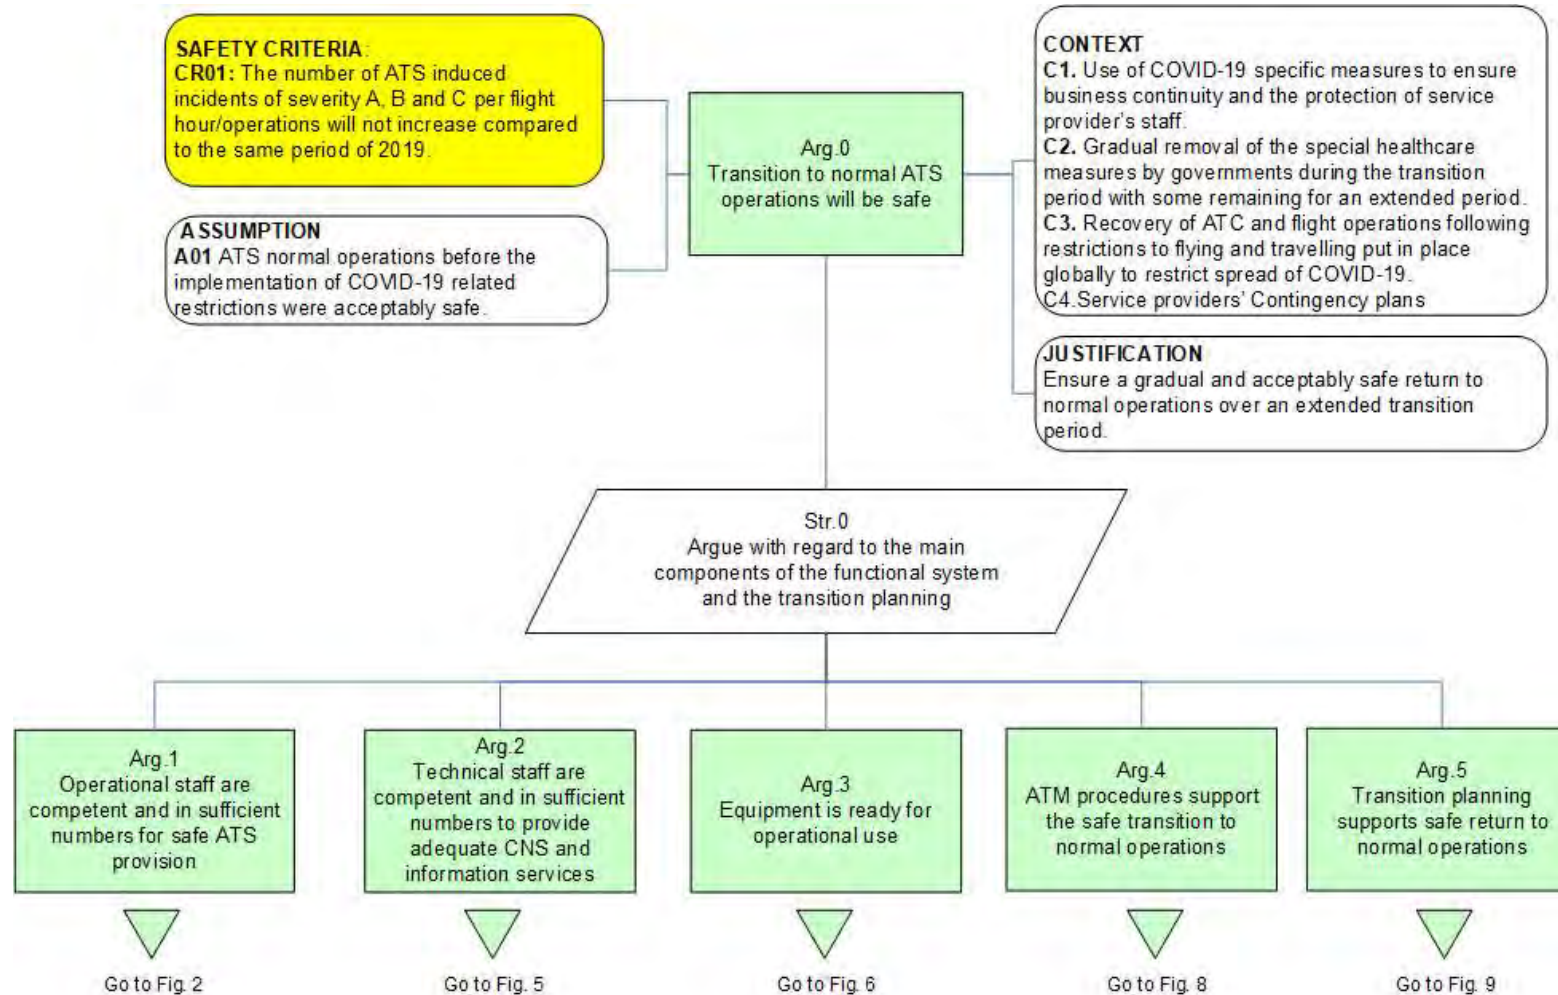 SAFETY CRITERIA:
CR01: The number of ATS induced
incidents of severity A, B and C per flight
hour/operations will not increase compared
to the same period of 2019.
ASSUMPTION
A01 ATS normal operations before the
implementation of COVID-19 related
restrictions were acceptably safe.
Arg.0
Transition to normal ATS
operations will be safe
CONTEXT
C1. Use of COVID-19 specific measures to ensure
business continuity and the protection of service
provider's staff.
C2. Gradual removal of the special healthcare
measures by governments during the transition
period with some remaining for an extended period.
C3. Recovery of ATC and flight operations following
restrictions to flying and travelling put in place
globally to restrict spread of COVID-19.
C4.Service providers' Contingency plans
JUSTIFICATION
Ensure a gradual and acceptably safe return to
normal operations over an extended transition
period.
Str.0
Argue with regard to the main
components of the functional system
and the transition planning
Arg.1
Operational staff are
competent and in sufficient
numbers for safe ATS
provision
Arg.2
Technical staff are
competent and in sufficient
numbers to provide
adequate CNS and
information services
Arg.3
Equipment is ready for
operational use
Arg.4
ATM procedures support
the safe transition to
normal operations
Arg.5
Transition planning
supports safe return to
normal operations
Go to Fig. 2
Go to Fig. 5
Go to Fig. 6
Go to Fig. 8
Go to Fig. 9